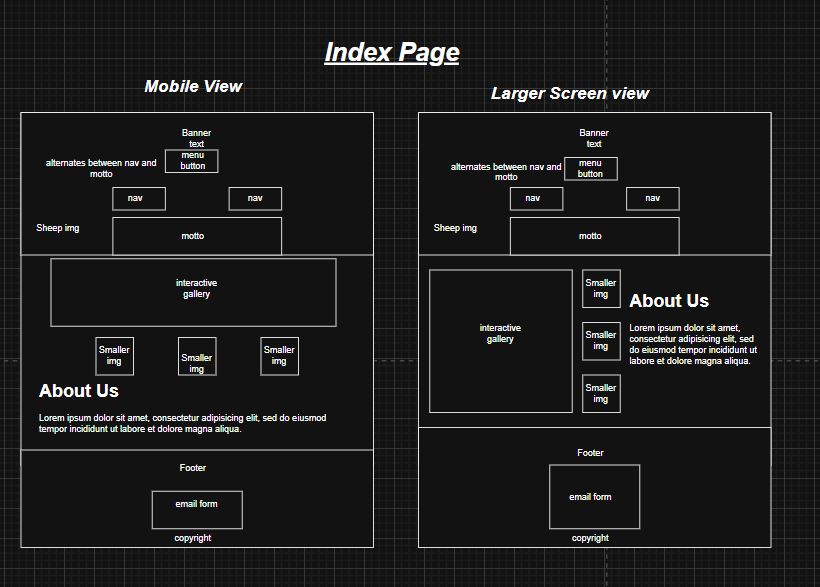 Index Page
Mobile View
Banner
text
menu
button
alternates between nav and
motto
nav
nav
Sheep img
motto
interactive
gallery
Smaller
img
Smaller
img
Smaller
img
About Us
Lorem ipsum dolor sit amet, consectetur adipisicing elit, sed do eiusmod
tempor incididunt ut labore et dolore magna aliqua.
Footer
email form
copyright
Larger Screen view
Banner
text
menu
button
alternates between nav and
motto
nav
nav
Sheep img
motto
interactive
gallery
Smaller
img
Smaller
img
Smaller
img
About Us
Lorem ipsum dolor sit amet,
consectetur adipisicing elit, sed
do eiusmod tempor incididunt ut
labore et dolore magna aliqua.
Footer
email form
copyright